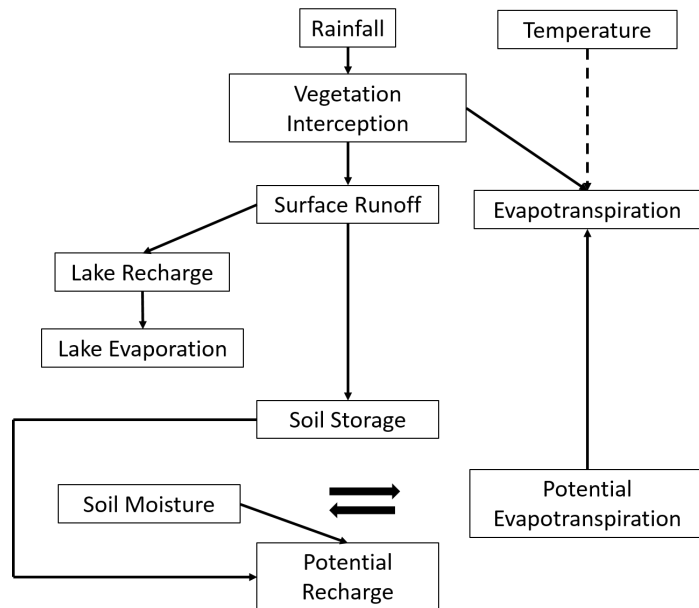 Rainfall
Temperature
Vegetation
Interception
Surface Runoff
Evapotranspiration
Lake Recharge
Lake Evaporation
Soil Storage
Soil Moisture
Potential
Evapotranspiration
Potential
Recharge